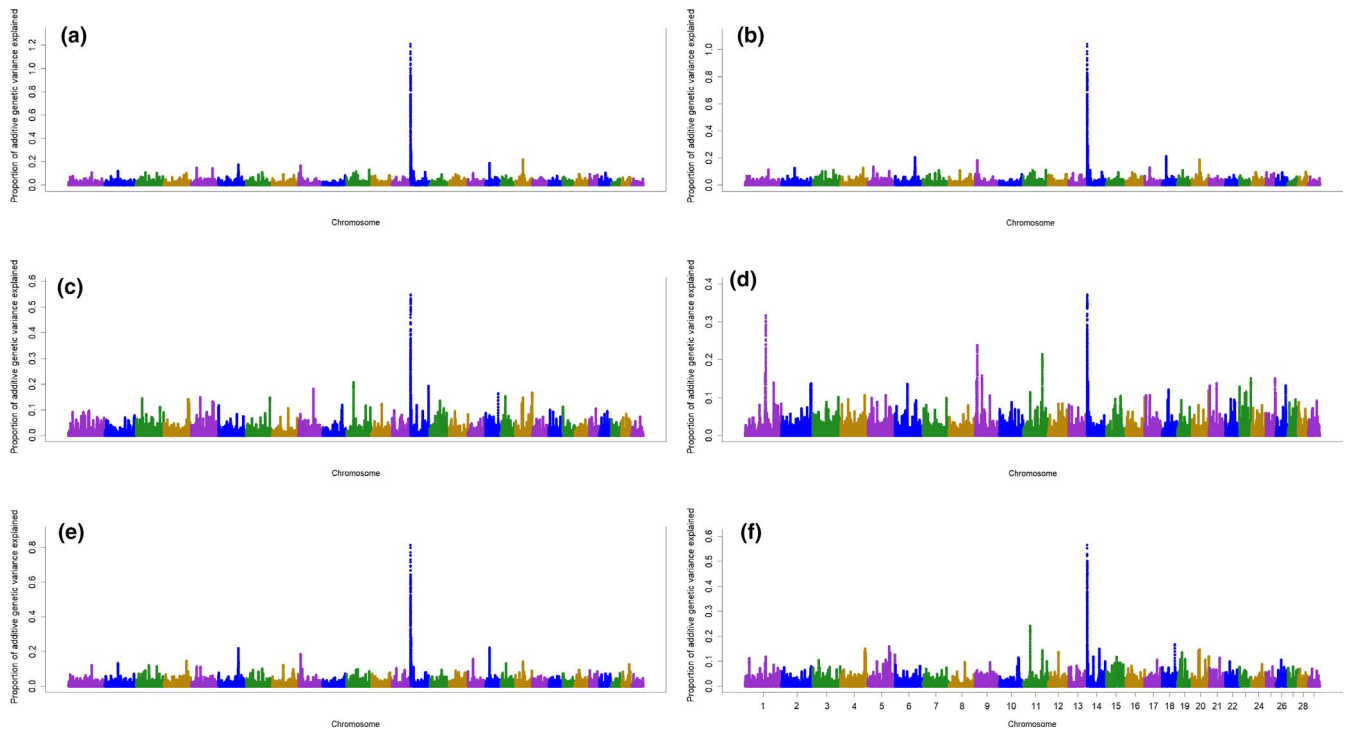 (a)
Proportion of additive genetic variance explained
0.0 0.2 0.4 0.6 0.8 1.0 1.2
Chromosome
(b)
Proportion of additive genetic variance explained
0.0 0.2 0.4 0.6 0.8 1.0
Chromosome
(c)
Proportion of additive genetic variance explained
0.0 0.1 0.2 0.3 0.4 0.5 0.6
Chromosome
(d)
Proportion of additive genetic variance explained
0.0 0.1 0.2 0.3 0.4
Chromosome
(e)
Proportion of additive genetic variance explained
0.0 0.2 0.4 0.6 0.8
Chromosome
(f)
Proportion of additive genetic variance explained
0.0 0.1 0.2 0.3 0.4 0.5 0.6
1 2 3 4 5 6 7 8 9 10 11 12 13 14 15 16 17 18 19 20 21 22 24 26 28
Chromosome